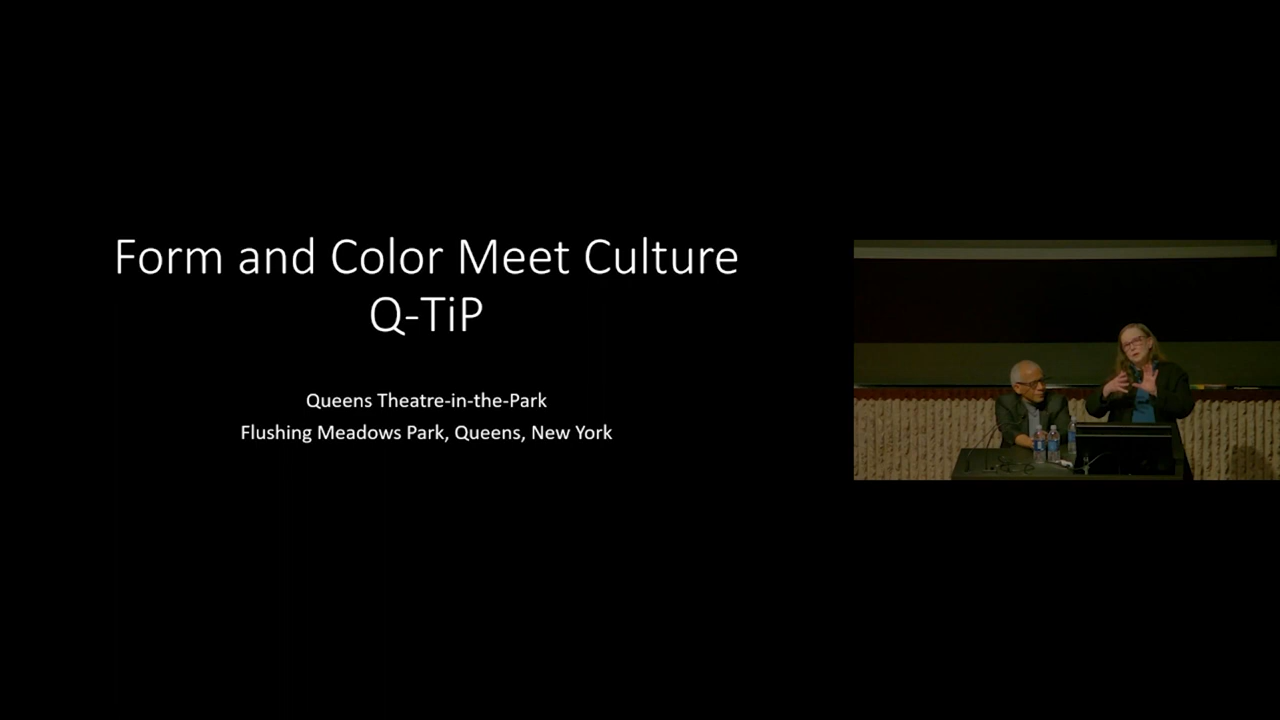 Form and Color Meet Culture
Q-TiP
Queens Theatre-in-the-Park
Flushing Meadows Park, Queens, New York